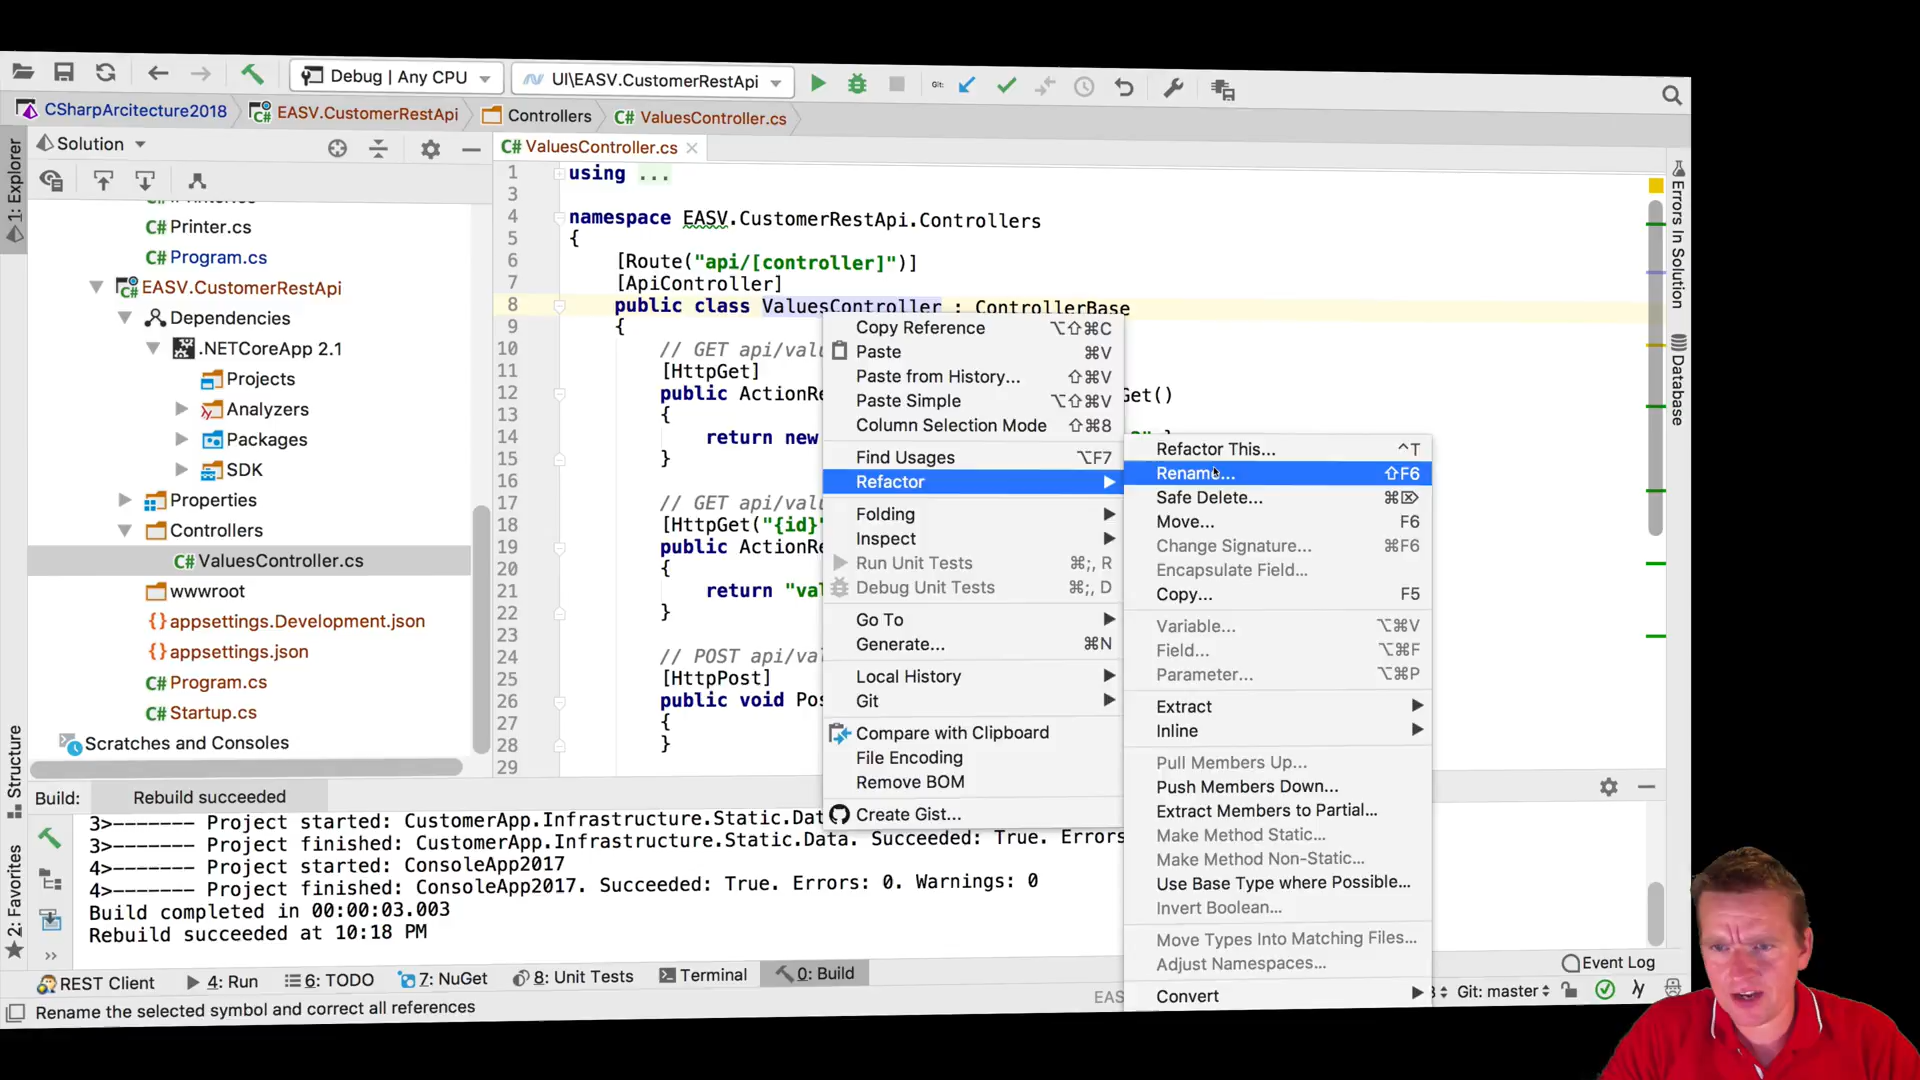 Debug | Any CPU
UI\EASV.CustomerRestApi
Git:
CSharpArcitecture2018
EASV.CustomerRestApi
Controllers
C# ValuesController.cs
1: Explorer
Solution
C# ValuesController.cs
C# Printer.cs
C# Program.cs
EASV.CustomerRestApi
Dependencies
.NETCoreApp 2.1
Projects
Analyzers
Packages
SDK
Properties
Controllers
C# ValuesController.cs
wwwroot
{} appsettings.Development.json
{} appsettings.json
C# Program.cs
C# Startup.cs
Scratches and Consoles
1 using ...
3
4 namespace EASV.CustomerRestApi.Controllers
5 {
6 [Route("api/[controller]")]
7 [ApiController]
8 public class ValuesController : ControllerBase
9 {
10 // GET api/valu
11 [HttpGet]
12 public ActionRe Get()
13 {
14 return new
15 }
16
17 // GET api/valu
18 [HttpGet("{id}"
19 public ActionRe
20 {
21 return "val
22 }
23
24 // POST api/val
25 [HttpPost]
26 public void Pos
27 {
28 }
29
Copy Reference ⌥⇧⌘C
Paste ⌘V
Paste from History... ⇧⌘V
Paste Simple ⌥⇧⌘V
Column Selection Mode ⇧⌘8
Find Usages ⌥F7
Refactor
Folding
Inspect
Run Unit Tests ⌘;, R
Debug Unit Tests ⌘;, D
Go To
Generate... ⌘N
Local History
Git
Compare with Clipboard
File Encoding
Remove BOM
Create Gist...
Refactor This... ^T
Rename... ⇧F6
Safe Delete... ⌘⌦
Move... F6
Change Signature... ⌘F6
Encapsulate Field...
Copy... F5
Variable... ⌥⌘V
Field... ⌥⌘F
Parameter... ⌥⌘P
Extract
Inline
Pull Members Up...
Push Members Down...
Extract Members to Partial...
Make Method Static...
Make Method Non-Static...
Use Base Type where Possible...
Invert Boolean...
Move Types Into Matching Files...
Adjust Namespaces...
Convert
Errors In Solution
Database
Structure
2: Favorites
Build: Rebuild succeeded
3>------- Project started: CustomerApp.Infrastructure.Static.Dat
3>------- Project finished: CustomerApp.Infrastructure.Static.Data. Succeeded: True. Errors
4>------- Project started: ConsoleApp2017
4>------- Project finished: ConsoleApp2017. Succeeded: True. Errors: 0. Warnings: 0
Build completed in 00:00:03.003
Rebuild succeeded at 10:18 PM
REST Client
4: Run
6: TODO
7: NuGet
8: Unit Tests
Terminal
0: Build
Event Log
Rename the selected symbol and correct all references
EAS
Git: master